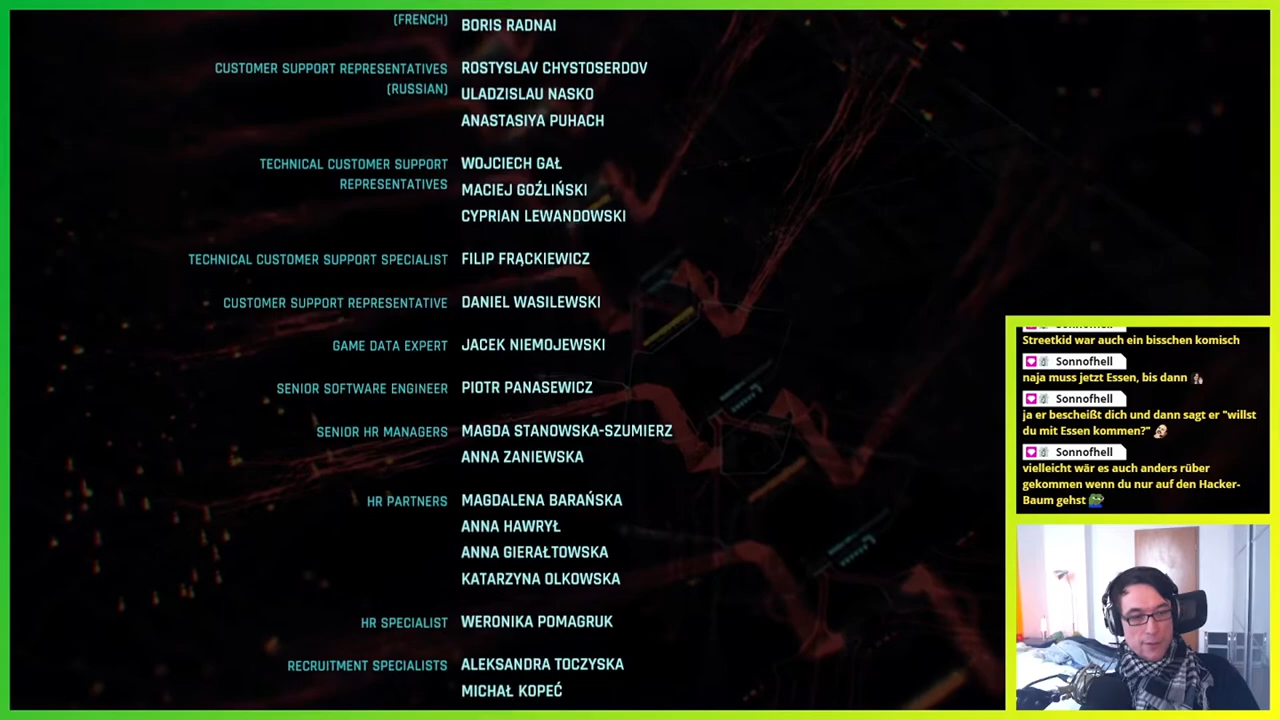 (FRENCH) BORIS RADNAI
CUSTOMER SUPPORT REPRESENTATIVES ROSTYSLAV CHYSTOSERDOV
(RUSSIAN) ULADZISLAU NASKO
ANASTASIYA PUHACH
TECHNICAL CUSTOMER SUPPORT WOJCIECH GAŁ
REPRESENTATIVES MACIEJ GOŹLIŃSKI
CYPRIAN LEWANDOWSKI
TECHNICAL CUSTOMER SUPPORT SPECIALIST FILIP FRĄCKIEWICZ
CUSTOMER SUPPORT REPRESENTATIVE DANIEL WASILEWSKI
GAME DATA EXPERT JACEK NIEMOJEWSKI
SENIOR SOFTWARE ENGINEER PIOTR PANASEWICZ
SENIOR HR MANAGERS MAGDA STANOWSKA-SZUMIERZ
ANNA ZANIEWSKA
HR PARTNERS MAGDALENA BARAŃSKA
ANNA HAWRYŁ
ANNA GIERAŁTOWSKA
KATARZYNA OLKOWSKA
HR SPECIALIST WERONIKA POMAGRUK
RECRUITMENT SPECIALISTS ALEKSANDRA TOCZYSKA
MICHAŁ KOPEĆ
Streetkid war auch ein bisschen komisch
Sonnofhell
naja muss jetzt Essen, bis dann
Sonnofhell
ja er bescheißt dich und dann sagt er "willst
du mit Essen kommen?"
Sonnofhell
vielleicht wär es auch anders rüber
gekommen wenn du nur auf den Hacker-
Baum gehst